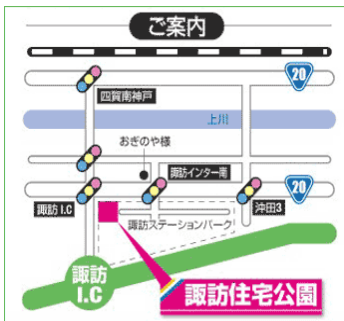 ご案内
20
四賀南神戸
上川
おぎのや様
諏訪インター南
20
諏訪I.C
沖田3
諏訪ステーションパーク
諏訪
I.C
諏訪住宅公園